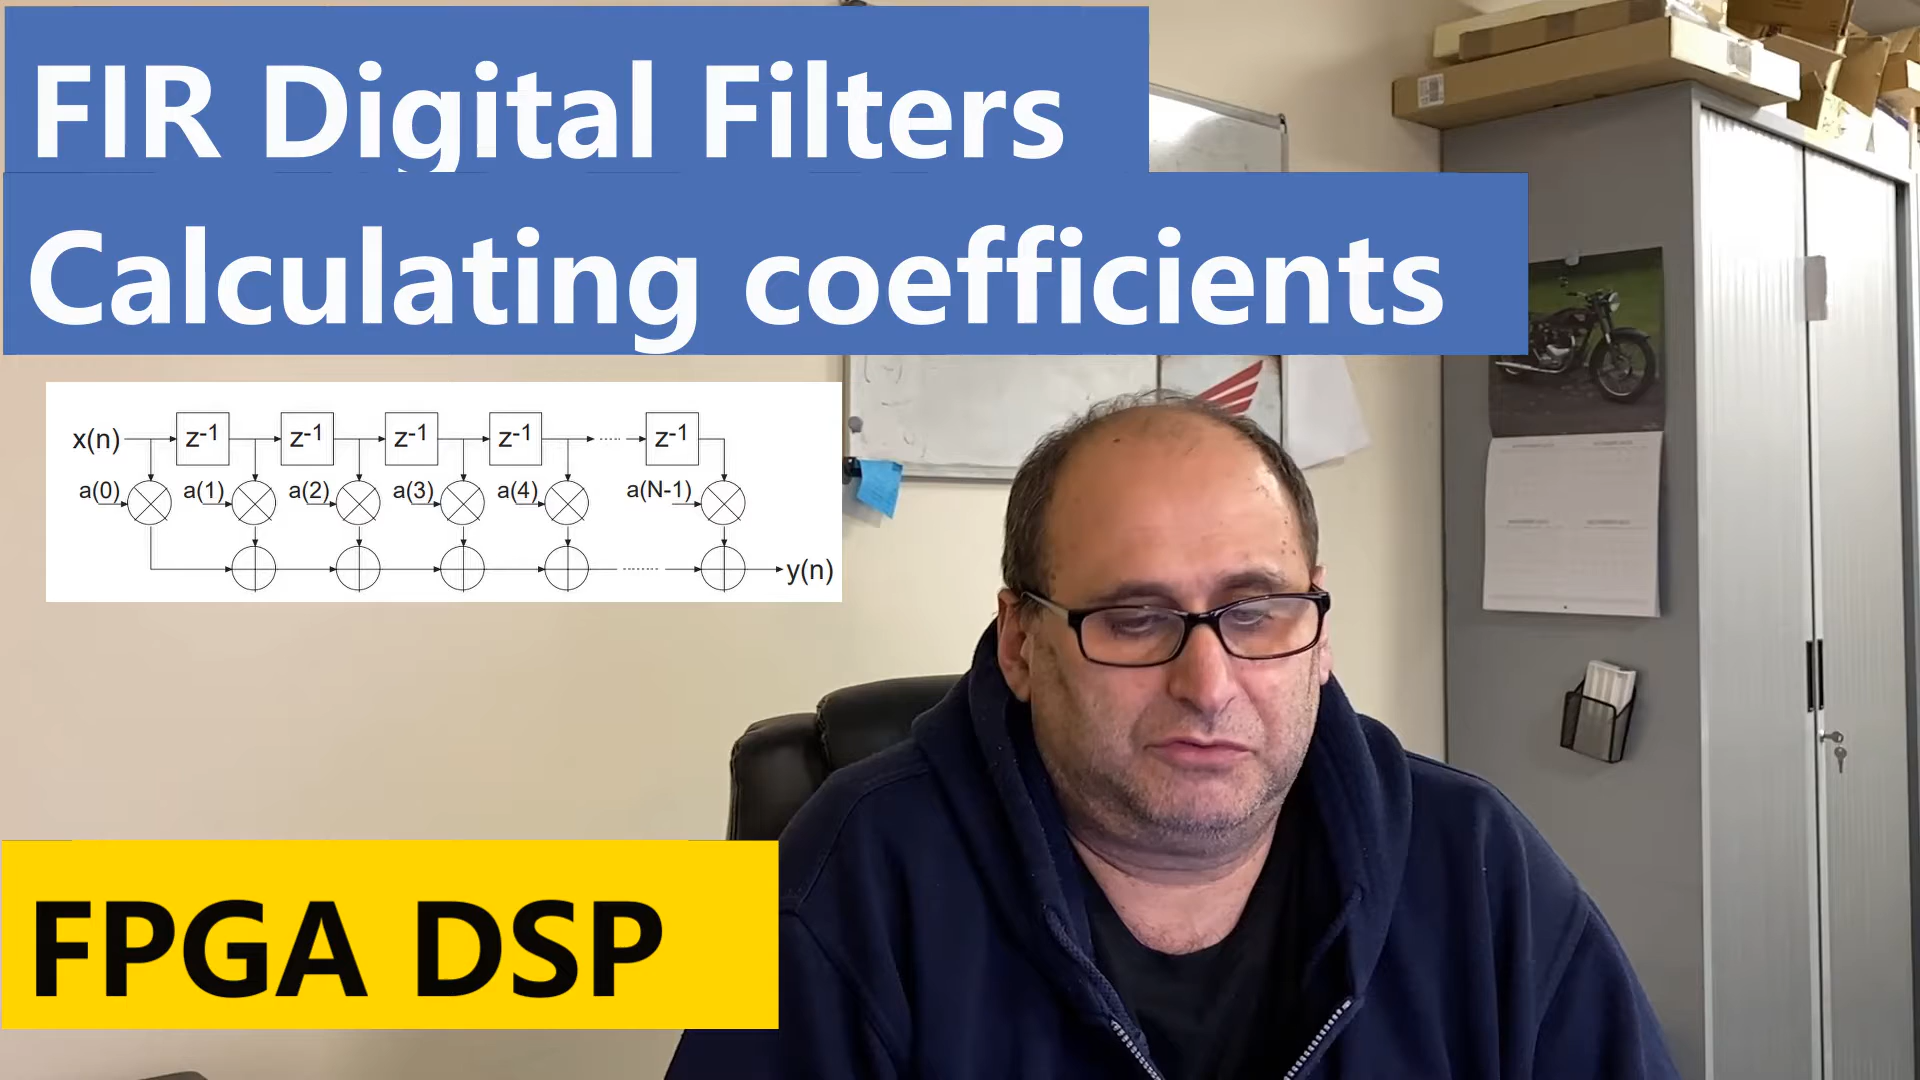 FIR Digital Filters
Calculating coefficients
x(n) z-1 z-1 z-1 z-1 z-1
a(0) a(1) a(2) a(3) a(4) a(N-1)
y(n)
FPGA DSP